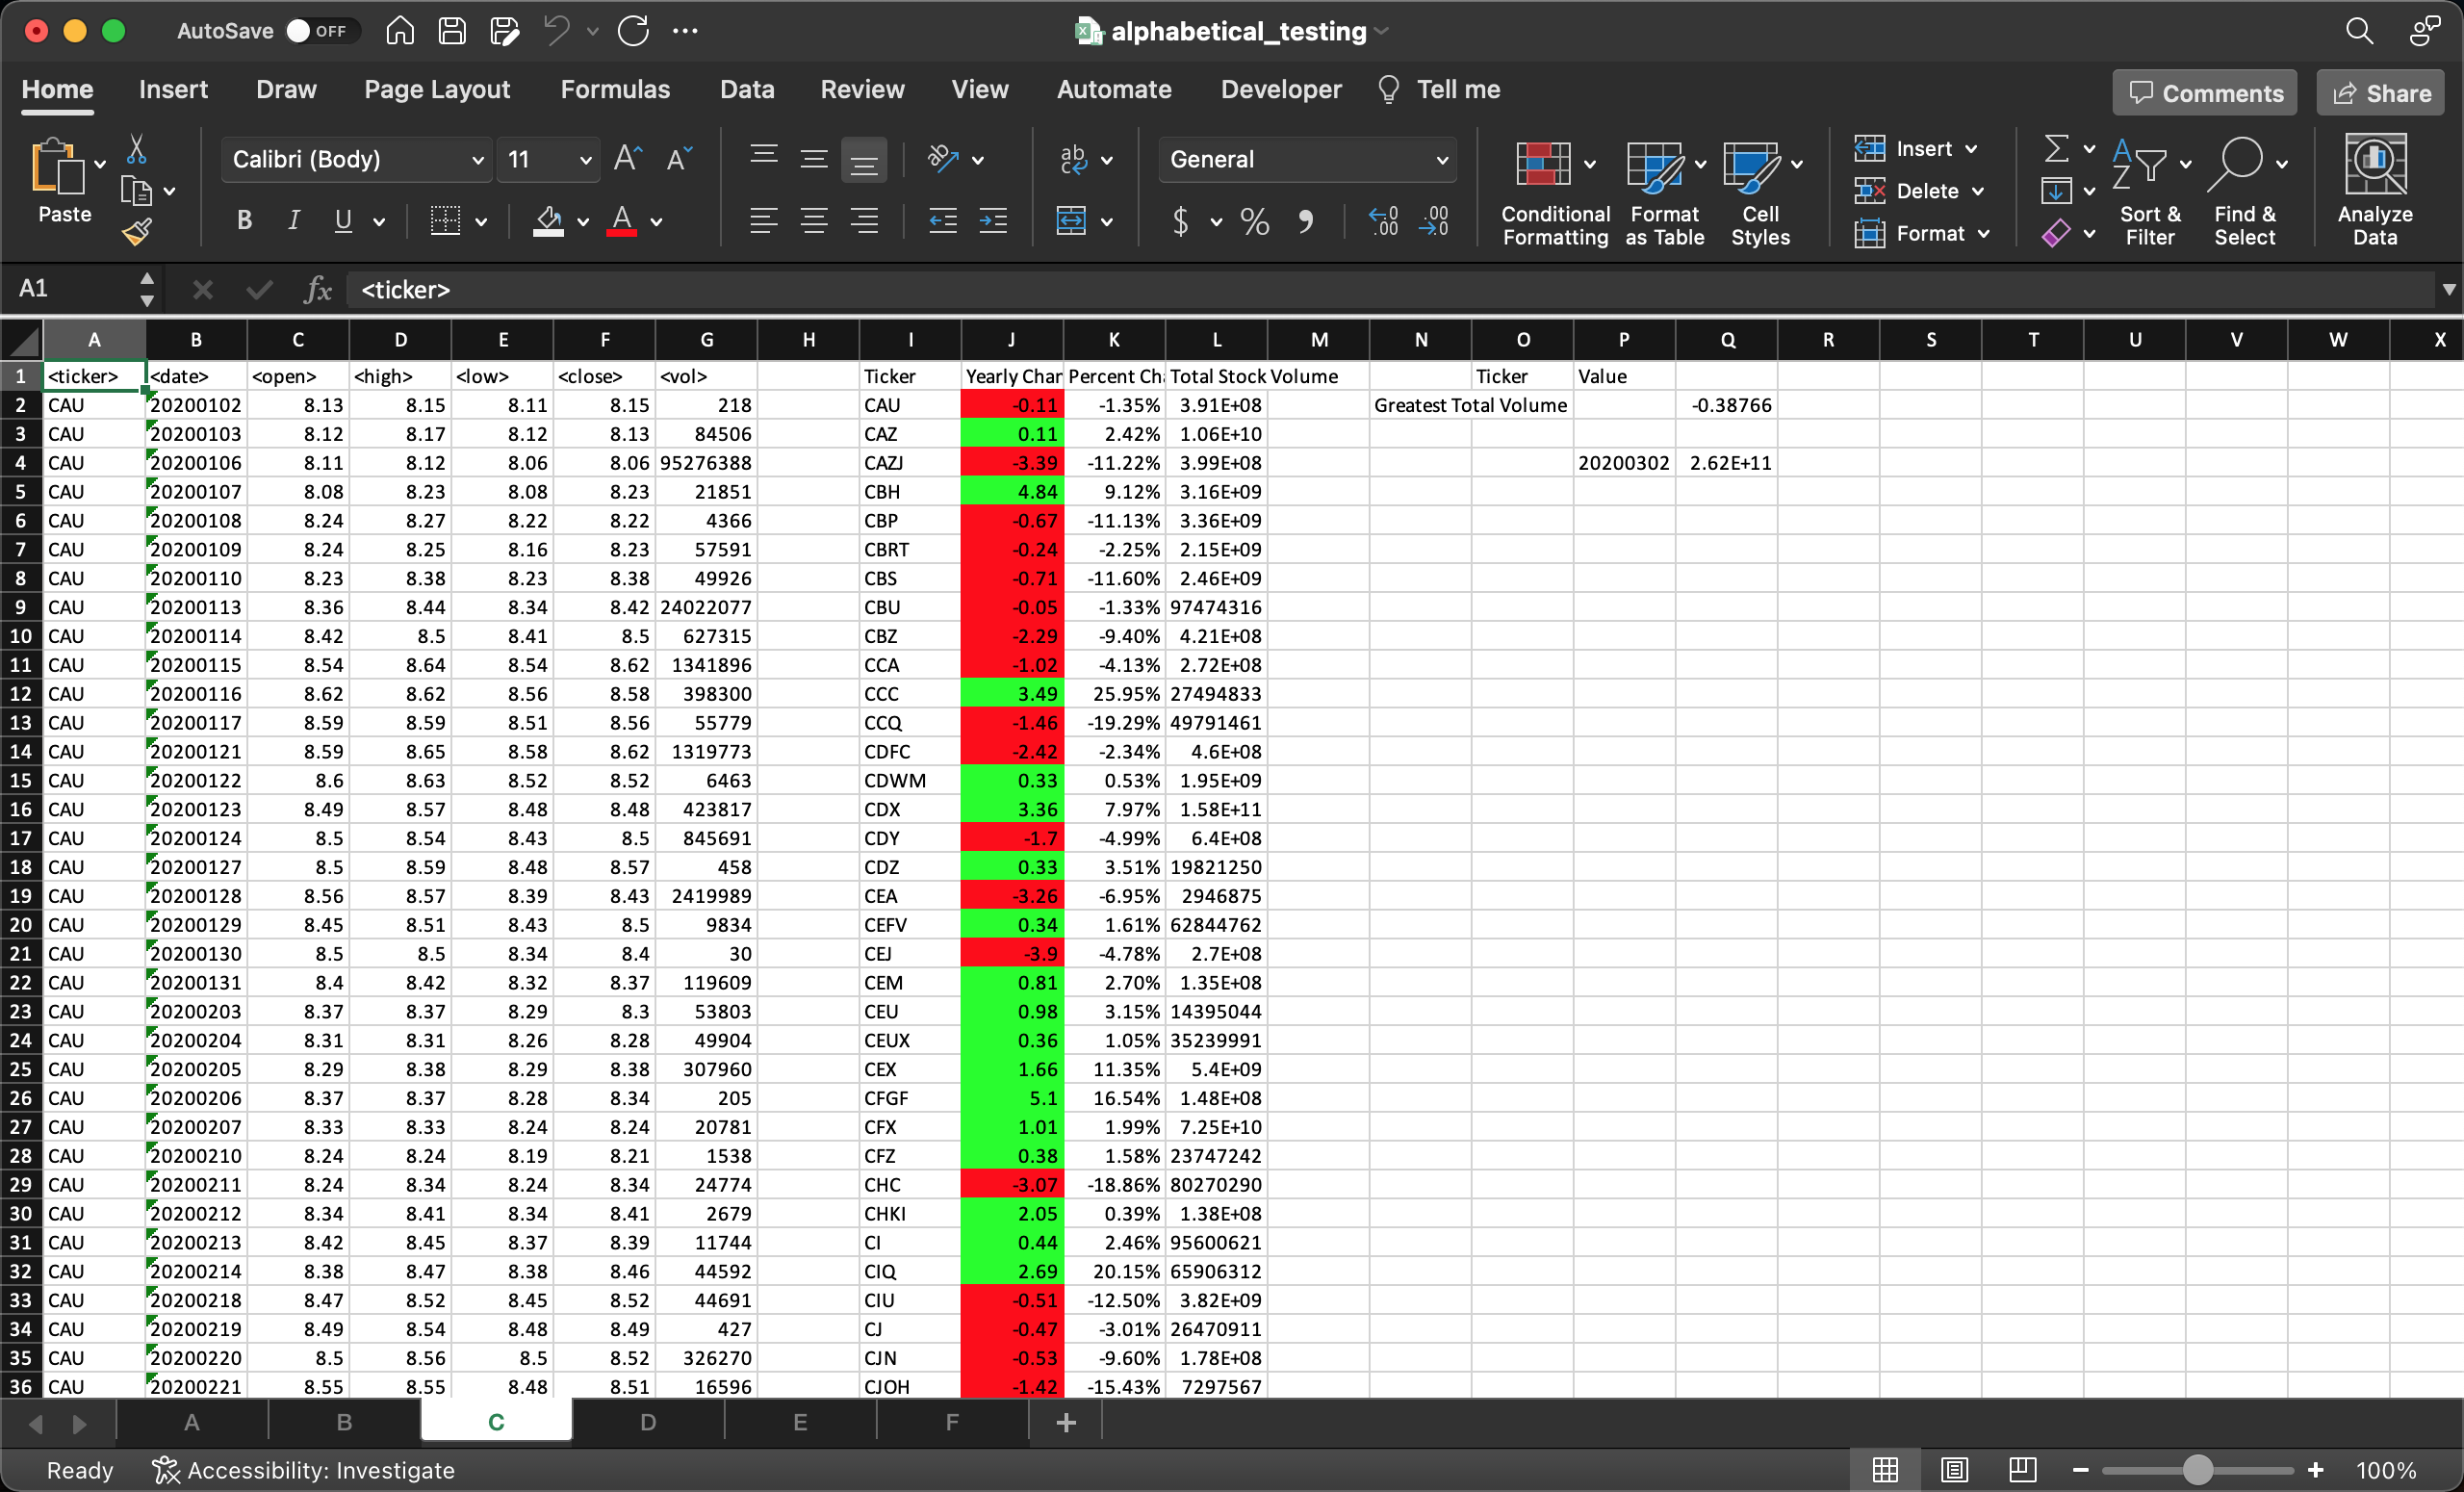 AutoSave OFF alphabetical_testing
Home Insert Draw Page Layout Formulas Data Review View Automate Developer Tell me Comments Share
Paste Calibri (Body) 11 General Conditional Formatting Format as Table Cell Styles Insert Delete Format Sort & Filter Find & Select Analyze Data
A1 fx <ticker>
A B C D E F G H I J K L M N O P Q R S T U V W X
1 <ticker> <date> <open> <high> <low> <close> <vol> Ticker Yearly Char Percent Ch Total Stock Volume Ticker Value
2 CAU 20200102 8.13 8.15 8.11 8.15 218 CAU -0.11 -1.35% 3.91E+08 Greatest Total Volume -0.38766
3 CAU 20200103 8.12 8.17 8.12 8.13 84506 CAZ 0.11 2.42% 1.06E+10
4 CAU 20200106 8.11 8.12 8.06 8.06 95276388 CAZJ -3.39 -11.22% 3.99E+08 20200302 2.62E+11
5 CAU 20200107 8.08 8.23 8.08 8.23 21851 CBH 4.84 9.12% 3.16E+09
6 CAU 20200108 8.24 8.27 8.22 8.22 4366 CBP -0.67 -11.13% 3.36E+09
7 CAU 20200109 8.24 8.25 8.16 8.23 57591 CBRT -0.24 -2.25% 2.15E+09
8 CAU 20200110 8.23 8.38 8.23 8.38 49926 CBS -0.71 -11.60% 2.46E+09
9 CAU 20200113 8.36 8.44 8.34 8.42 24022077 CBU -0.05 -1.33% 97474316
10 CAU 20200114 8.42 8.5 8.41 8.5 627315 CBZ -2.29 -9.40% 4.21E+08
11 CAU 20200115 8.54 8.64 8.54 8.62 1341896 CCA -1.02 -4.13% 2.72E+08
12 CAU 20200116 8.62 8.62 8.56 8.58 398300 CCC 3.49 25.95% 27494833
13 CAU 20200117 8.59 8.59 8.51 8.56 55779 CCQ -1.46 -19.29% 49791461
14 CAU 20200121 8.59 8.65 8.58 8.62 1319773 CDFC -2.42 -2.34% 4.6E+08
15 CAU 20200122 8.6 8.63 8.52 8.52 6463 CDWM 0.33 0.53% 1.95E+09
16 CAU 20200123 8.49 8.57 8.48 8.48 423817 CDX 3.36 7.97% 1.58E+11
17 CAU 20200124 8.5 8.54 8.43 8.5 845691 CDY -1.7 -4.99% 6.4E+08
18 CAU 20200127 8.5 8.59 8.48 8.57 458 CDZ 0.33 3.51% 19821250
19 CAU 20200128 8.56 8.57 8.39 8.43 2419989 CEA -3.26 -6.95% 2946875
20 CAU 20200129 8.45 8.51 8.43 8.5 9834 CEFV 0.34 1.61% 62844762
21 CAU 20200130 8.5 8.5 8.34 8.4 30 CEJ -3.9 -4.78% 2.7E+08
22 CAU 20200131 8.4 8.42 8.32 8.37 119609 CEM 0.81 2.70% 1.35E+08
23 CAU 20200203 8.37 8.37 8.29 8.3 53803 CEU 0.98 3.15% 14395044
24 CAU 20200204 8.31 8.31 8.26 8.28 49904 CEUX 0.36 1.05% 35239991
25 CAU 20200205 8.29 8.38 8.29 8.38 307960 CEX 1.66 11.35% 5.4E+09
26 CAU 20200206 8.37 8.37 8.28 8.34 205 CFGF 5.1 16.54% 1.48E+08
27 CAU 20200207 8.33 8.33 8.24 8.24 20781 CFX 1.01 1.99% 7.25E+10
28 CAU 20200210 8.24 8.24 8.19 8.21 1538 CFZ 0.38 1.58% 23747242
29 CAU 20200211 8.24 8.34 8.24 8.34 24774 CHC -3.07 -18.86% 80270290
30 CAU 20200212 8.34 8.41 8.34 8.41 2679 CHKI 2.05 0.39% 1.38E+08
31 CAU 20200213 8.42 8.45 8.37 8.39 11744 CI 0.44 2.46% 95600621
32 CAU 20200214 8.38 8.47 8.38 8.46 44592 CIQ 2.69 20.15% 65906312
33 CAU 20200218 8.47 8.52 8.45 8.52 44691 CIU -0.51 -12.50% 3.82E+09
34 CAU 20200219 8.49 8.54 8.48 8.49 427 CJ -0.47 -3.01% 26470911
35 CAU 20200220 8.5 8.56 8.5 8.52 326270 CJN -0.53 -9.60% 1.78E+08
36 CAU 20200221 8.55 8.55 8.48 8.51 16596 CJOH -1.42 -15.43% 7297567
A B C D E F +
Ready Accessibility: Investigate 100%